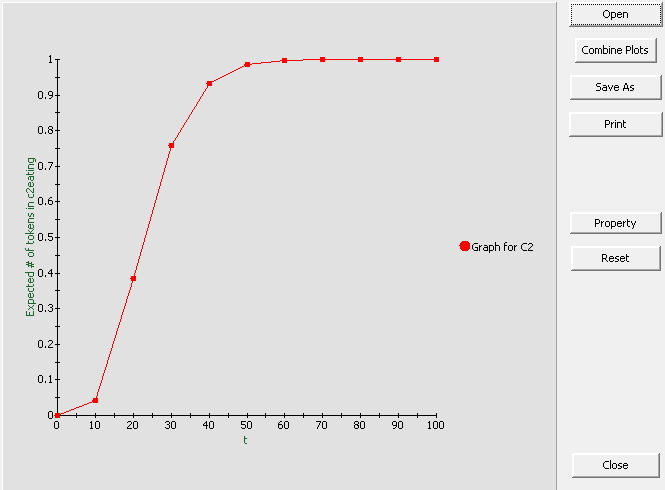 Open
Combine Plots
Save As
Print
Property
Reset
Close
Expected # of tokens in c2eating
1
0.9
0.8
0.7
0.6
0.5
0.4
0.3
0.2
0.1
0
0 10 20 30 40 50 60 70 80 90 100
t
Graph for C2